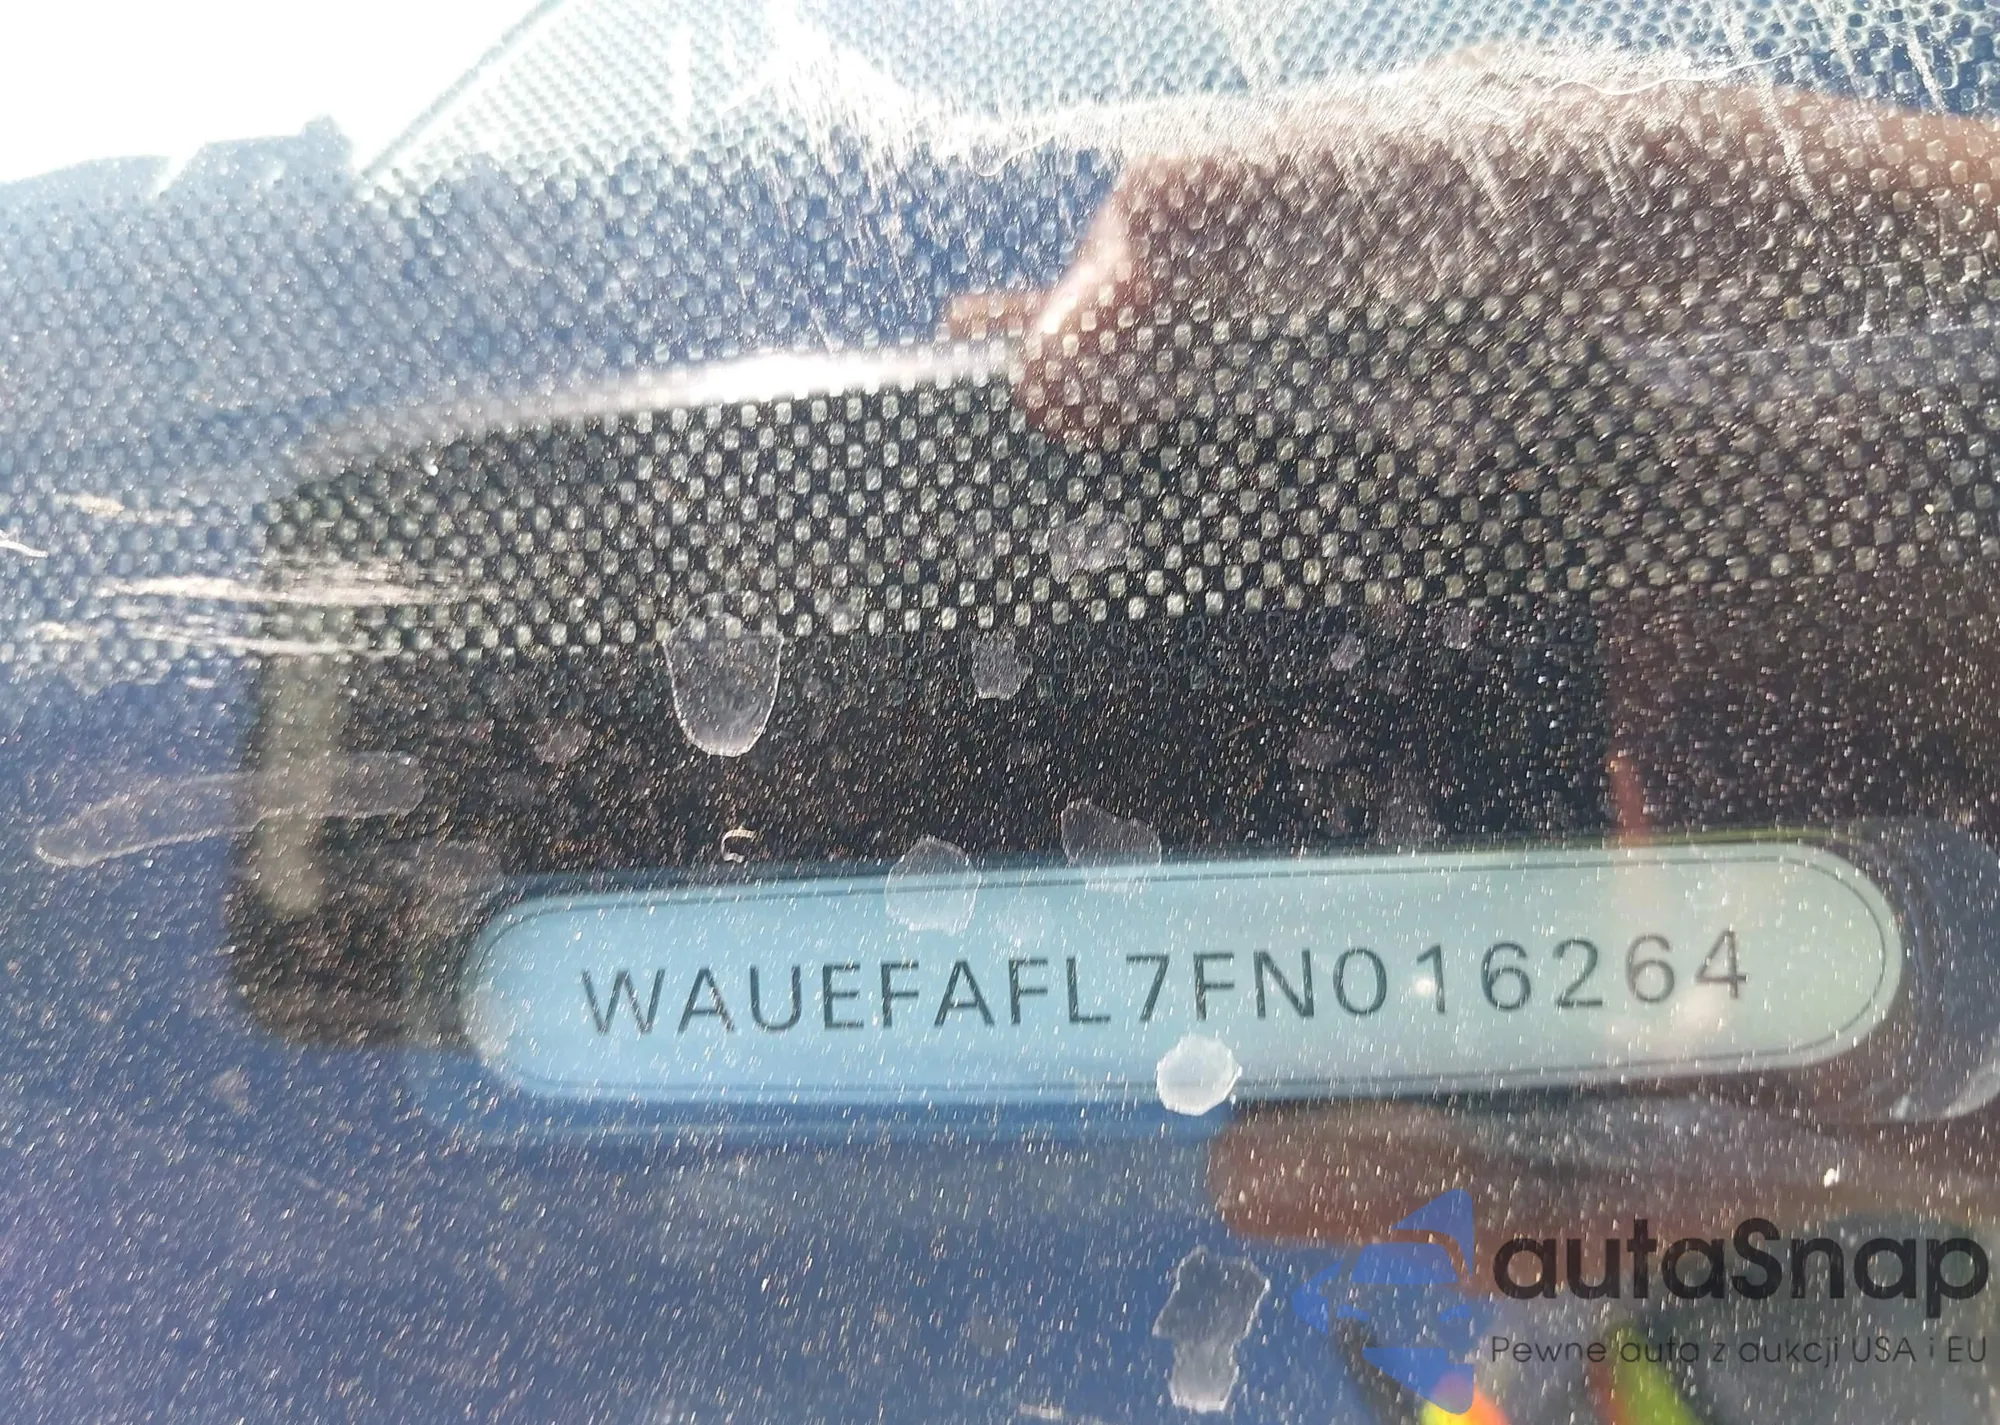 WAUEFAFL7FN016264
autaSnap
Pewne auta z aukcji USA i EU